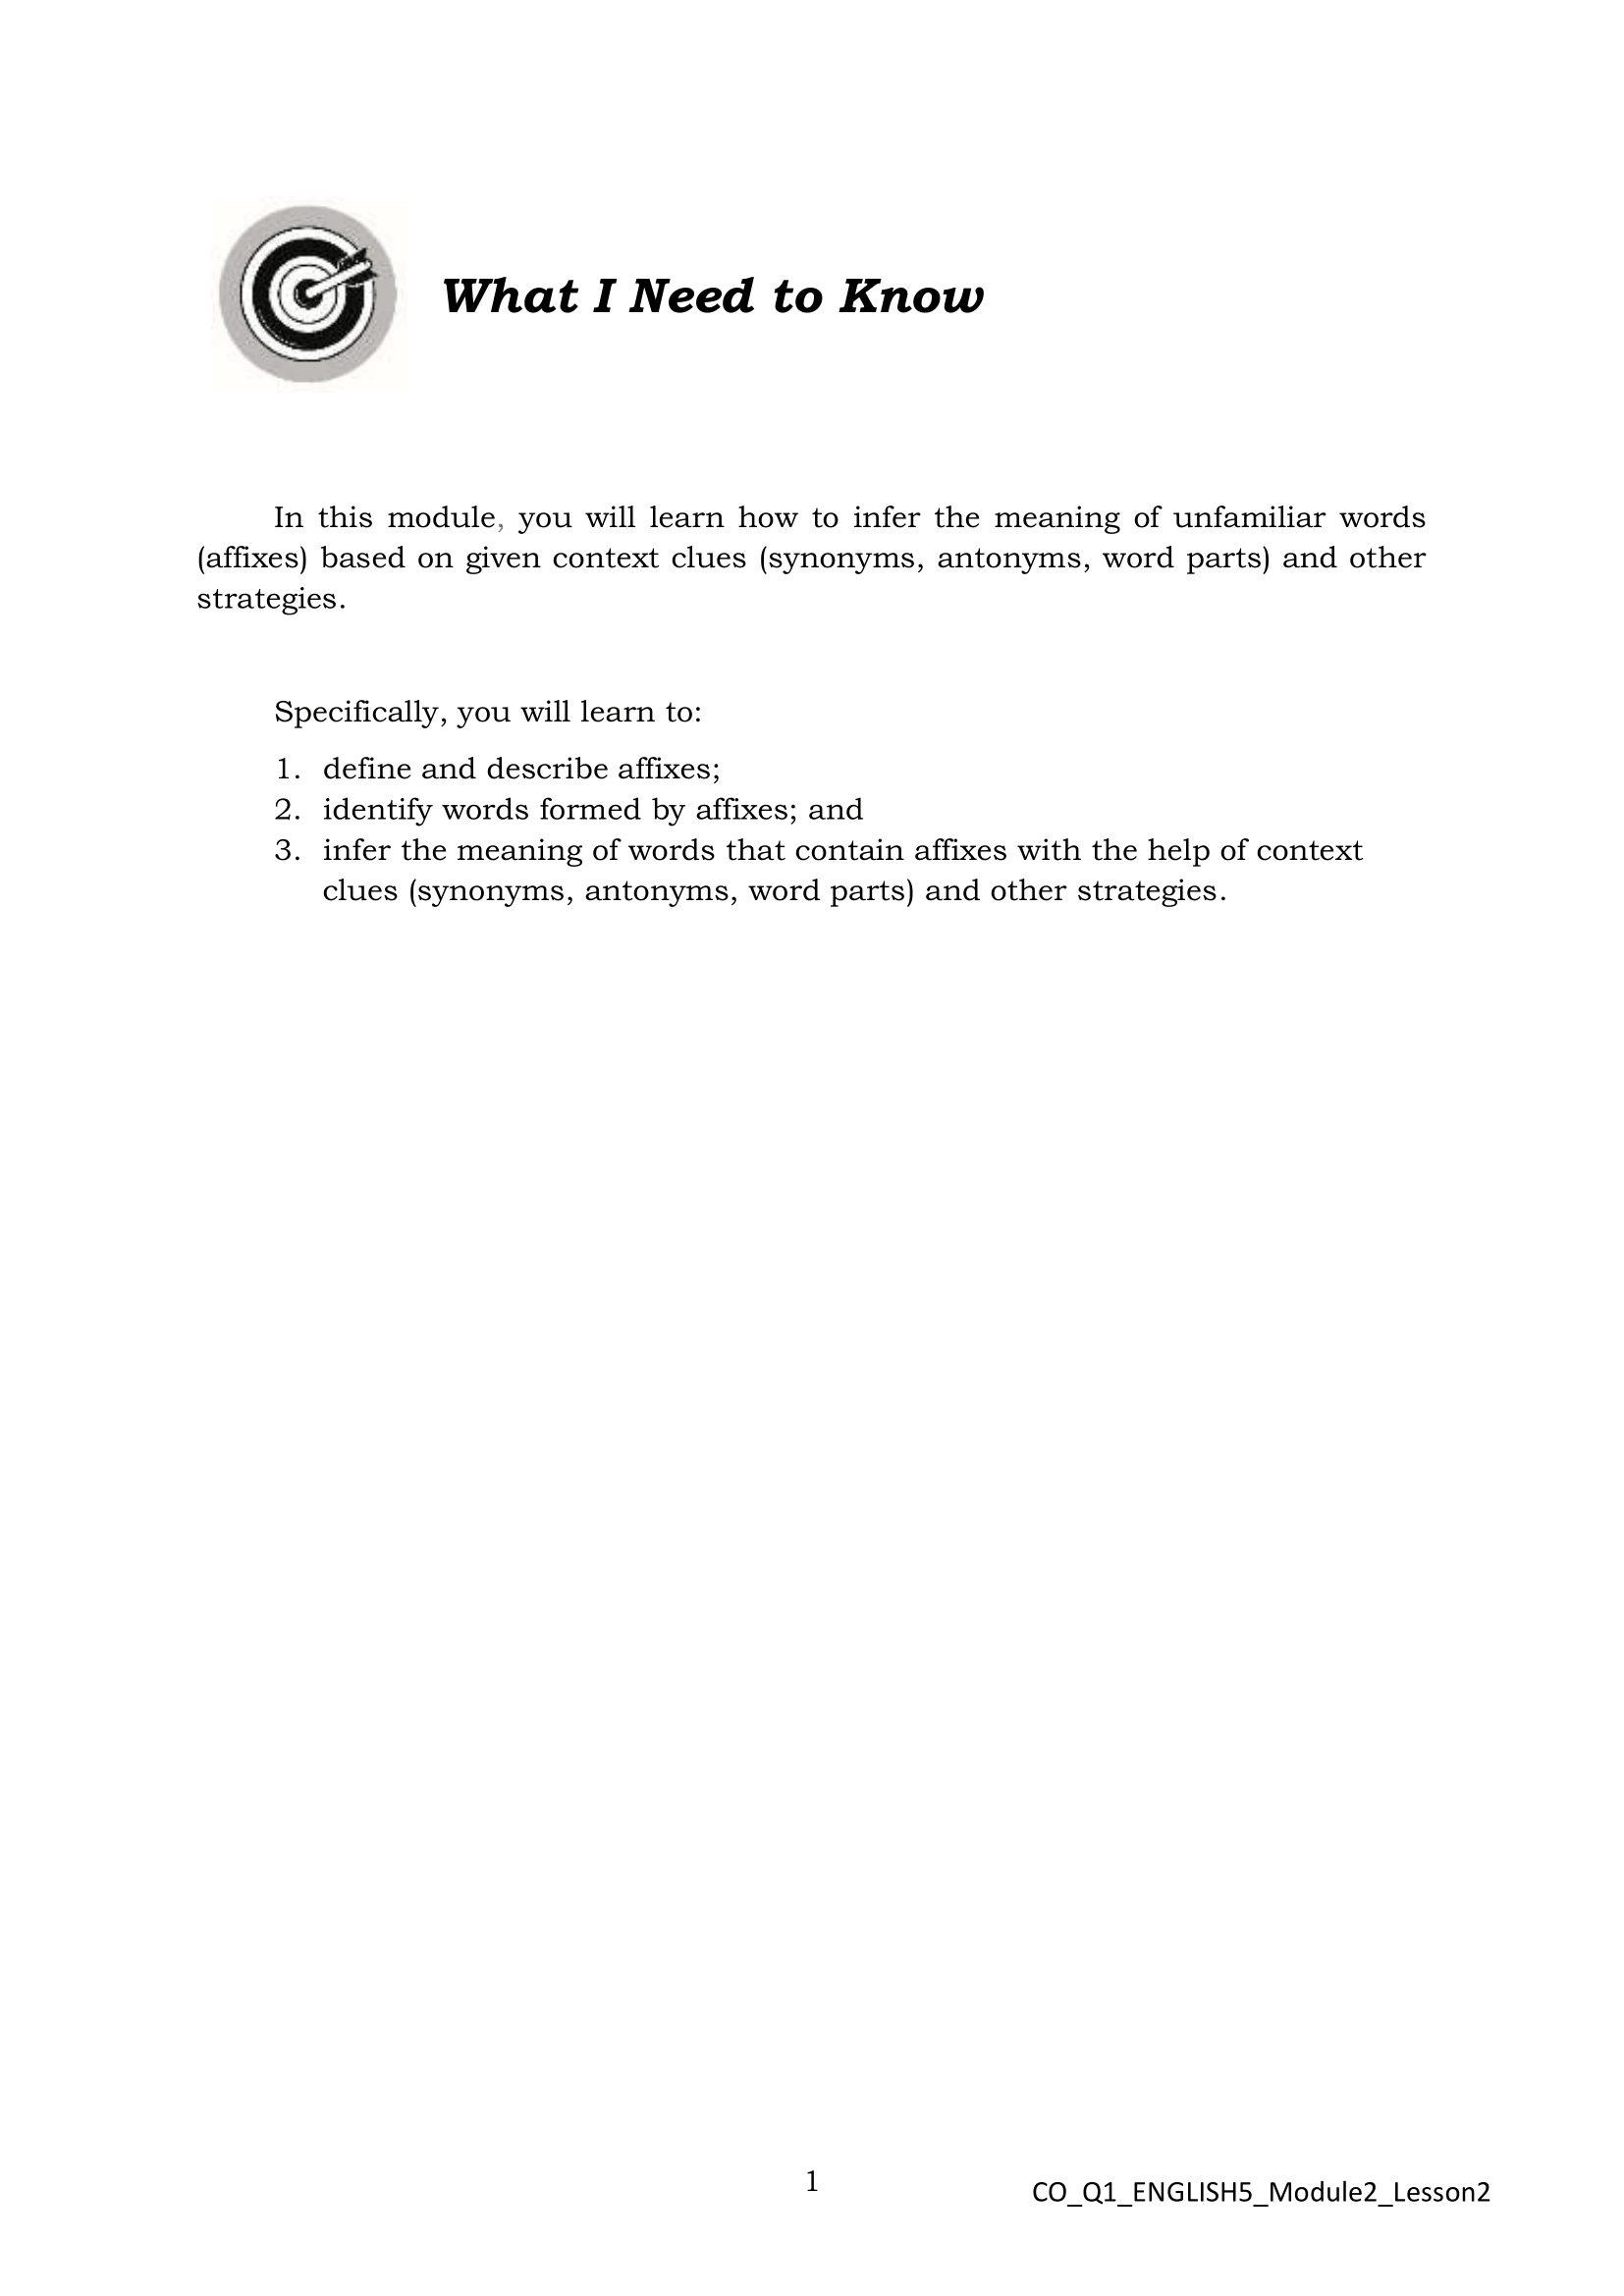 What I Need to Know
In this module, you will learn how to infer the meaning of unfamiliar words
(affixes) based on given context clues (synonyms, antonyms, word parts) and other
strategies.
Specifically, you will learn to:
1. define and describe affixes;
2. identify words formed by affixes; and
3. infer the meaning of words that contain affixes with the help of context
clues (synonyms, antonyms, word parts) and other strategies.
1
CO_Q1_ENGLISH5_Module2_Lesson2